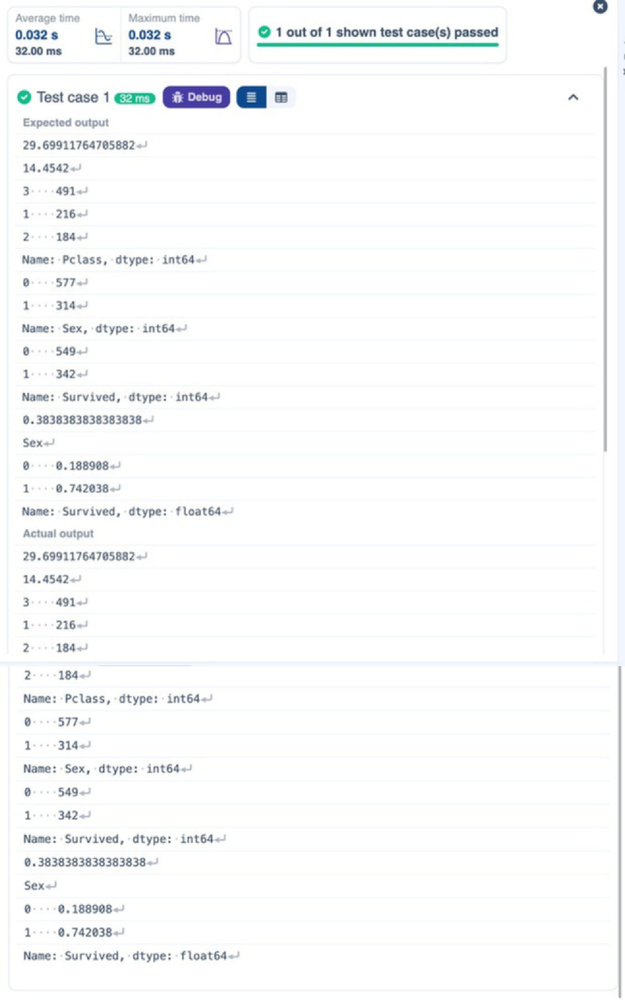 Average time
0.032 s
32.00 ms
Maximum time
0.032 s
32.00 ms
1 out of 1 shown test case(s) passed
Test case 1 32 ms Debug
Expected output
29.69911764705882↵
14.4542↵
3····491↵
1····216↵
2····184↵
Name:·Pclass,·dtype:·int64↵
0····577↵
1····314↵
Name:·Sex,·dtype:·int64↵
0····549↵
1····342↵
Name:·Survived,·dtype:·int64↵
0.3838383838383838↵
Sex↵
0····0.188908↵
1····0.742038↵
Name:·Survived,·dtype:·float64↵
Actual output
29.69911764705882↵
14.4542↵
3····491↵
1····216↵
2····184↵
2····184↵
Name:·Pclass,·dtype:·int64↵
0····577↵
1····314↵
Name:·Sex,·dtype:·int64↵
0····549↵
1····342↵
Name:·Survived,·dtype:·int64↵
0.3838383838383838↵
Sex↵
0····0.188908↵
1····0.742038↵
Name:·Survived,·dtype:·float64↵